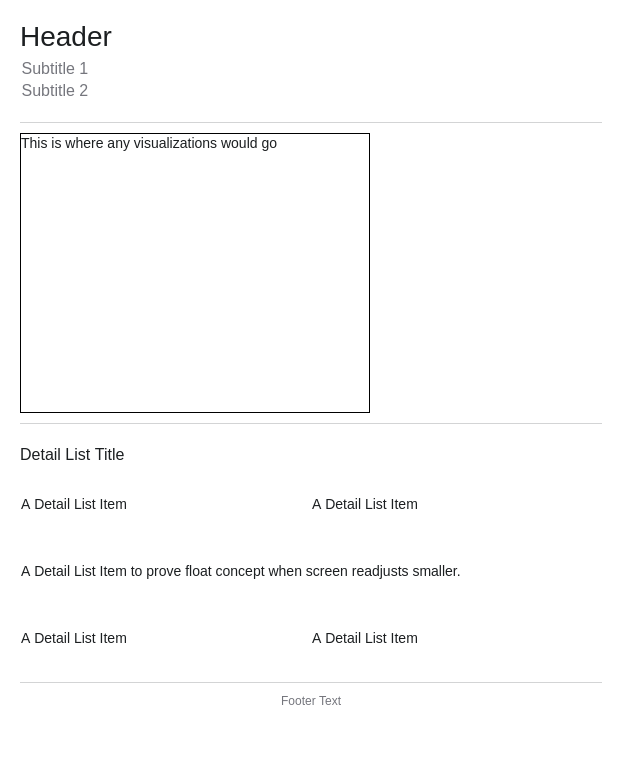 Header
Subtitle 1
Subtitle 2
This is where any visualizations would go
Detail List Title
A Detail List Item
A Detail List Item
A Detail List Item to prove float concept when screen readjusts smaller.
A Detail List Item
A Detail List Item
Footer Text